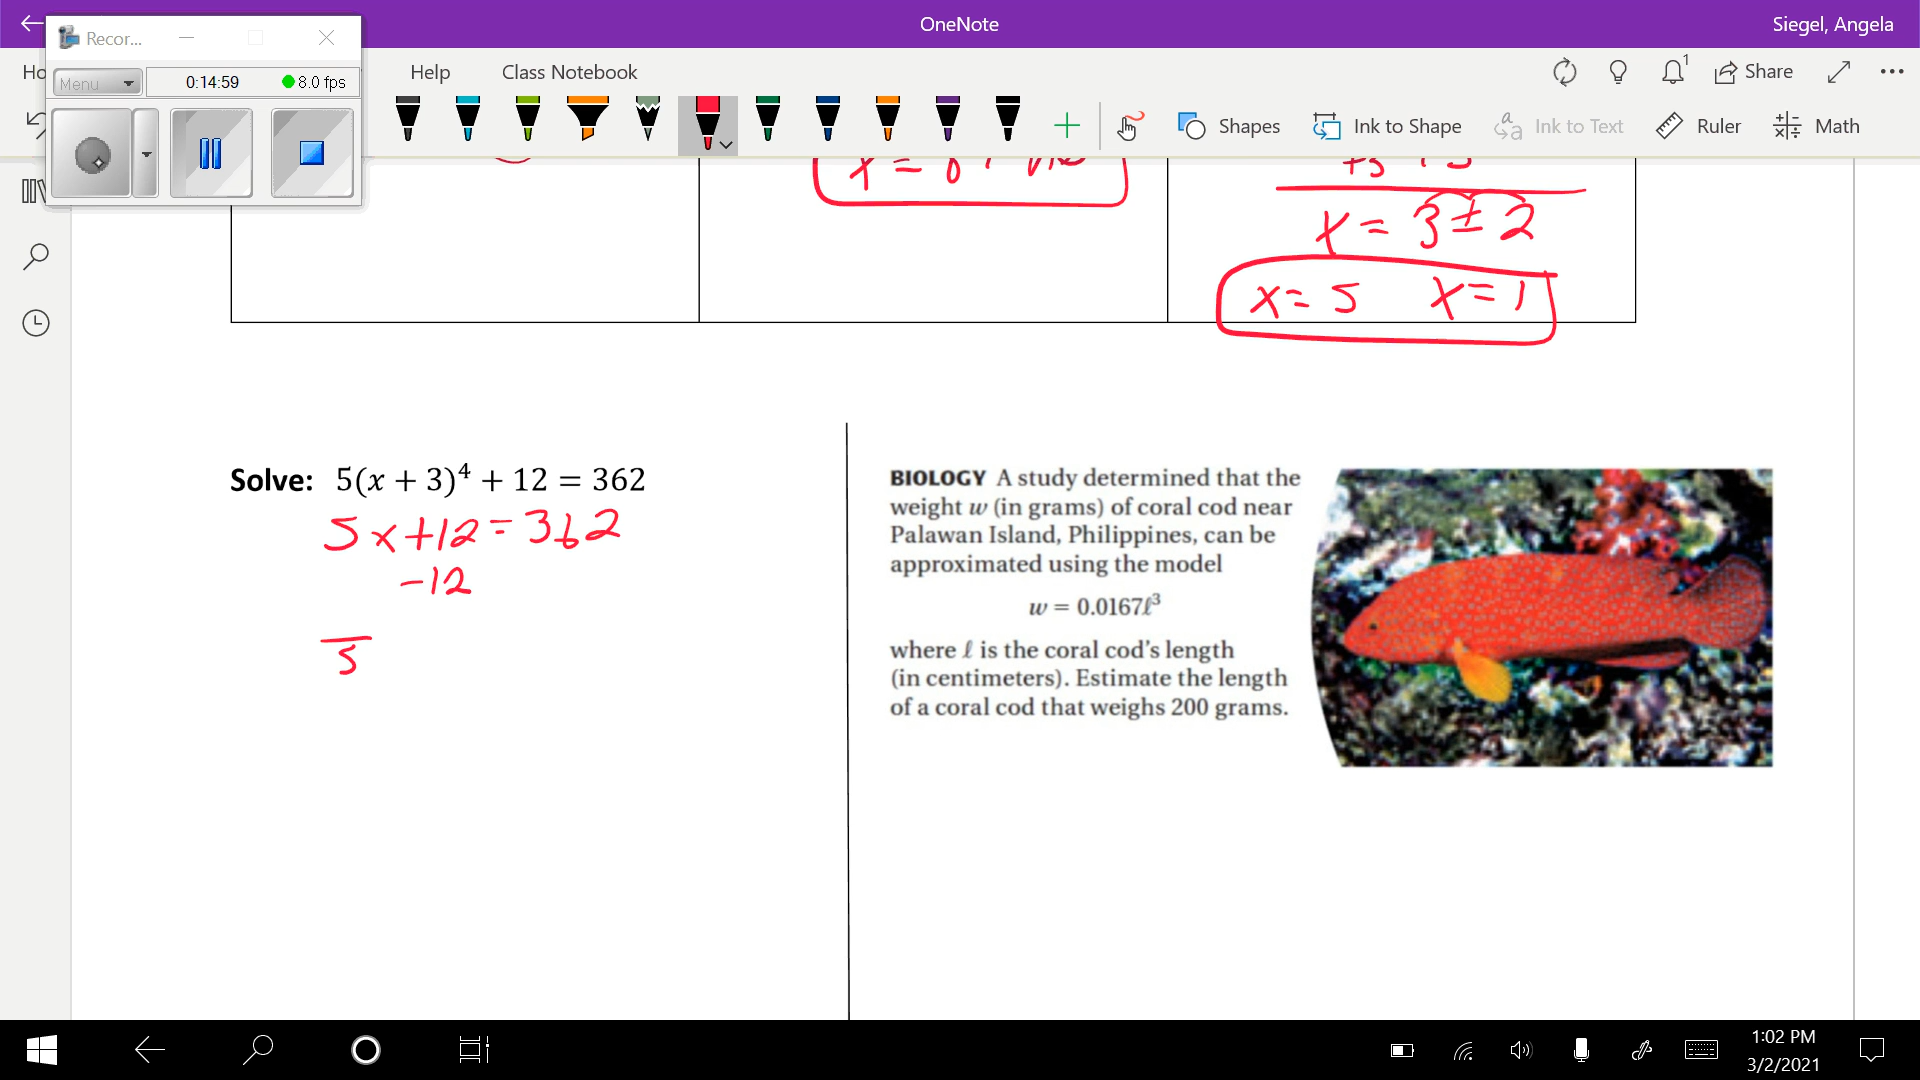 OneNote
Siegel, Angela
Recor...
Menu
0:14:59
8.0 fps
Help
Class Notebook
1
Share
Shapes
Ink to Shape
Ink to Text
Ruler
Math
x = 3 ± 2
x = 5 x = 1
Solve: 5(x + 3)⁴ + 12 = 362
5x+12=362
-12
5
BIOLOGY A study determined that the
weight w (in grams) of coral cod near
Palawan Island, Philippines, can be
approximated using the model
w = 0.0167ℓ³
where ℓ is the coral cod's length
(in centimeters). Estimate the length
of a coral cod that weighs 200 grams.
1:02 PM
3/2/2021